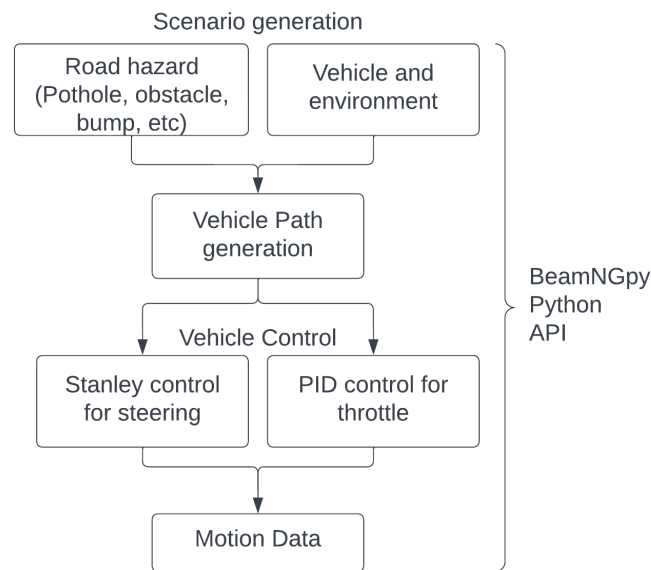 Scenario generation
Road hazard
(Pothole, obstacle,
bump, etc)
Vehicle and
environment
Vehicle Path
generation
BeamNGpy
Python
API
Vehicle Control
Stanley control
for steering
PID control for
throttle
Motion Data